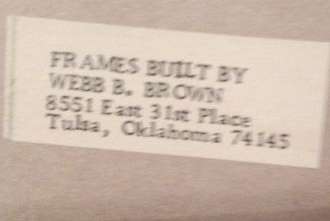 FRAMES BUILT BY
WEBB B. BROWN
8551 East 31st Place
Tulsa, Oklahoma 74145